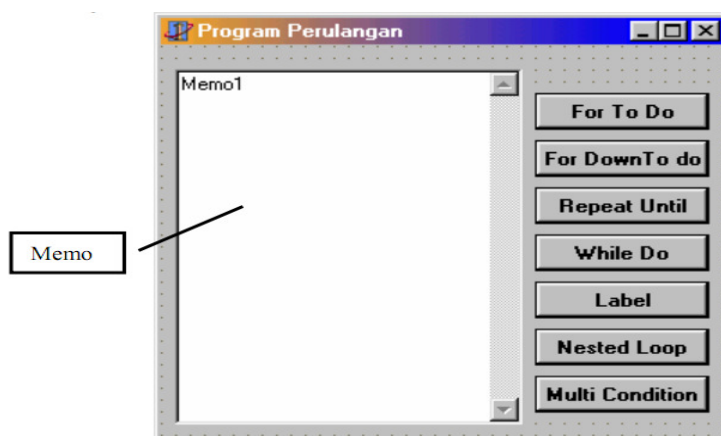 Program Perulangan
Memo1
For To Do
For DownTo do
Repeat Until
Memo
While Do
Label
Nested Loop
Multi Condition